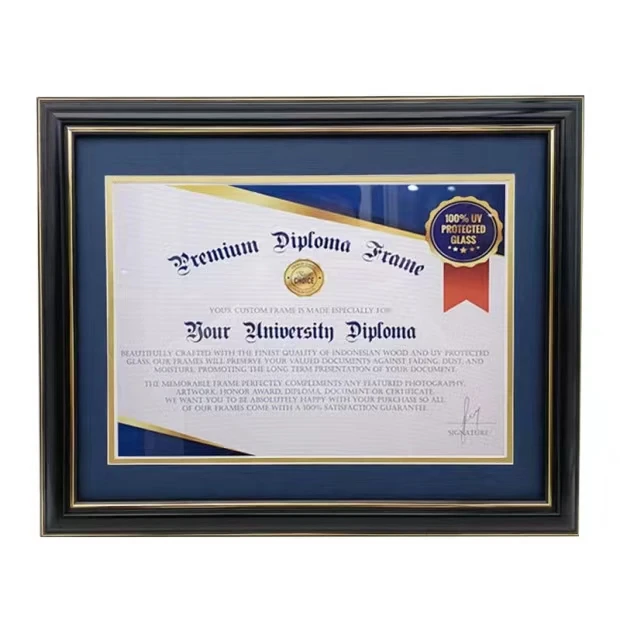 Premium Diploma Frame
CHOICE
100% UV
PROTECTED
GLASS
YOUR CUSTOM FRAME IS MADE ESPECIALLY FOR
Your University Diploma
BEAUTIFULLY CRAFTED WITH THE FINEST QUALITY OF INDONESIAN WOOD AND UV PROTECTED
GLASS, OUR FRAMES WILL PRESERVE YOUR VALUED DOCUMENTS AGAINST FADING, DUST, AND
MOISTURE, PROMOTING THE LONG TERM PRESENTATION OF YOUR DOCUMENT.
THE MEMORABLE FRAME PERFECTLY COMPLEMENTS ANY FEATURED PHOTOGRAPHY,
ARTWORK, HONOR AWARD, DIPLOMA, DOCUMENT OR CERTIFICATE.
WE WANT YOU TO BE ABSOLUTLY HAPPY WITH YOUR PURCHASE SO ALL
OF OUR FRAMES COME WITH A 100% SATISFACTION GUARANTEE.
SIGNATURE